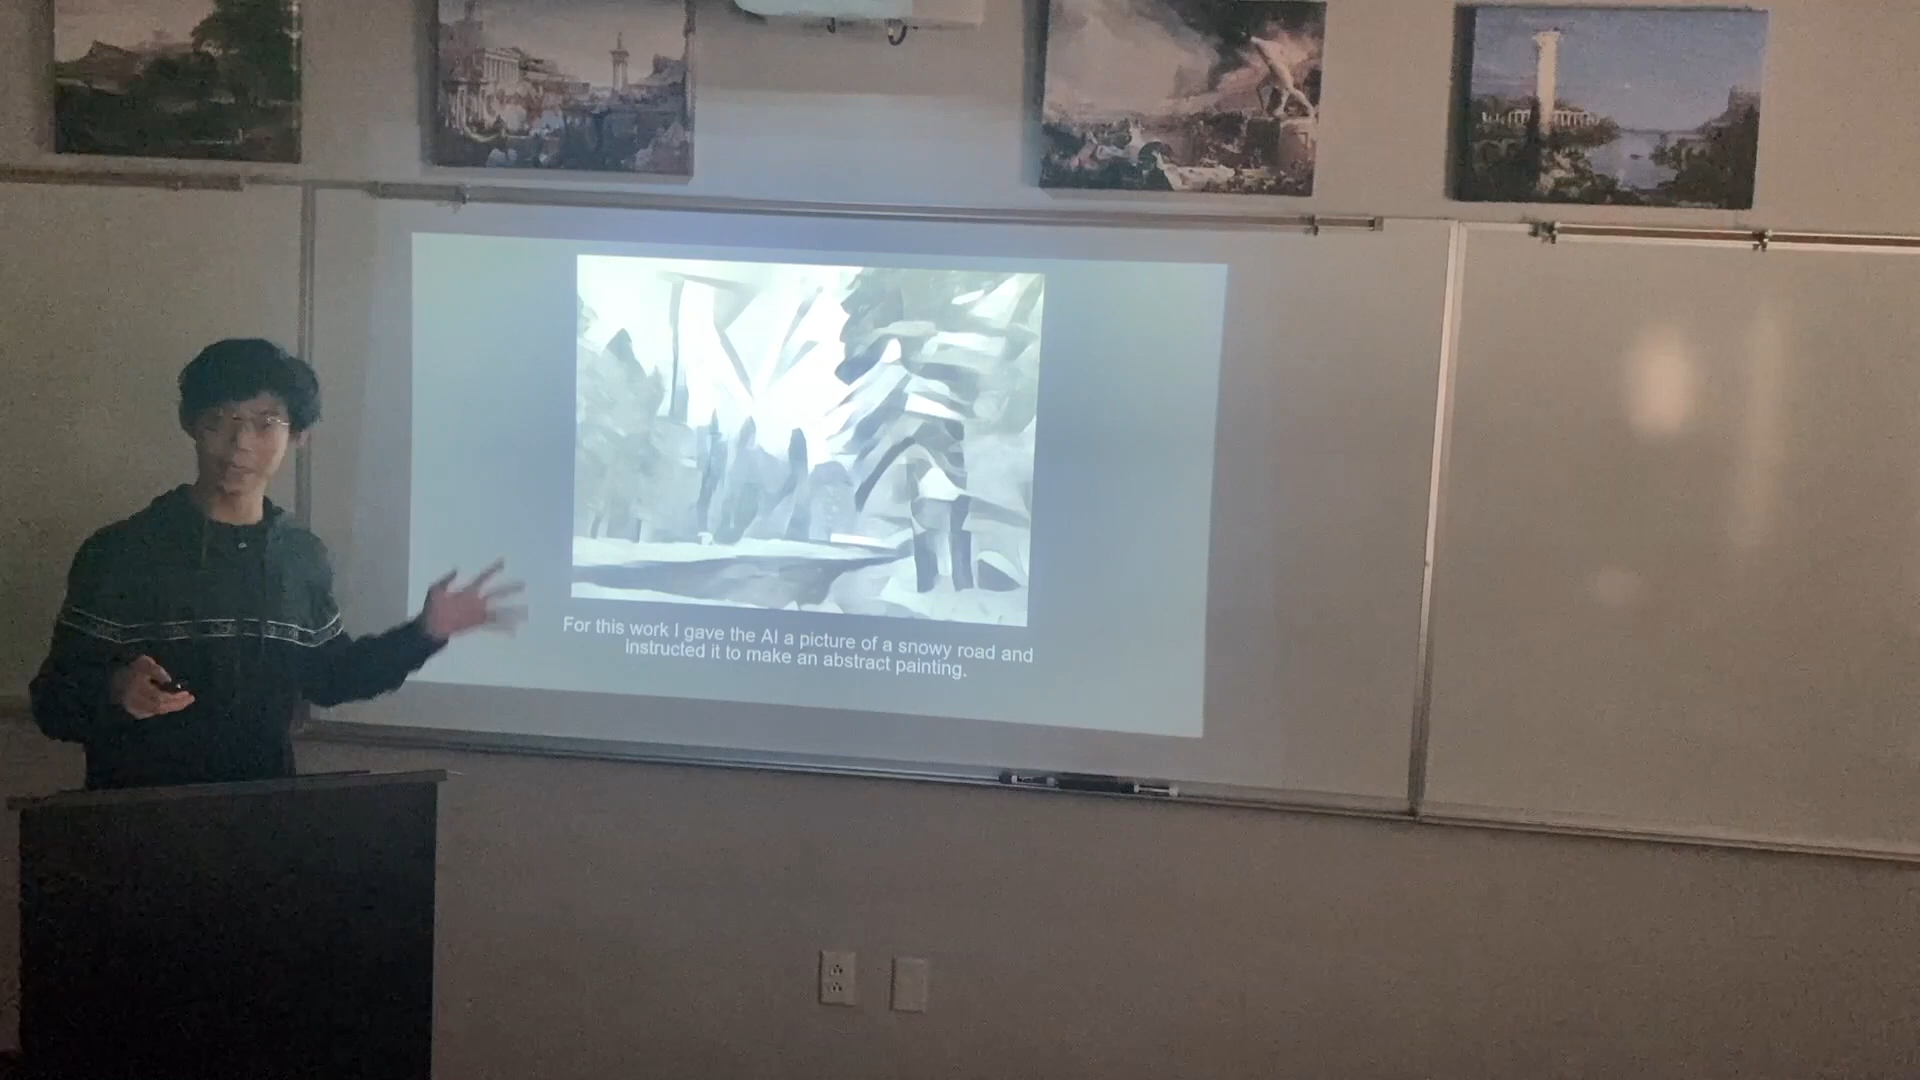 For this work I gave the AI a picture of a snowy road and
instructed it to make an abstract painting.